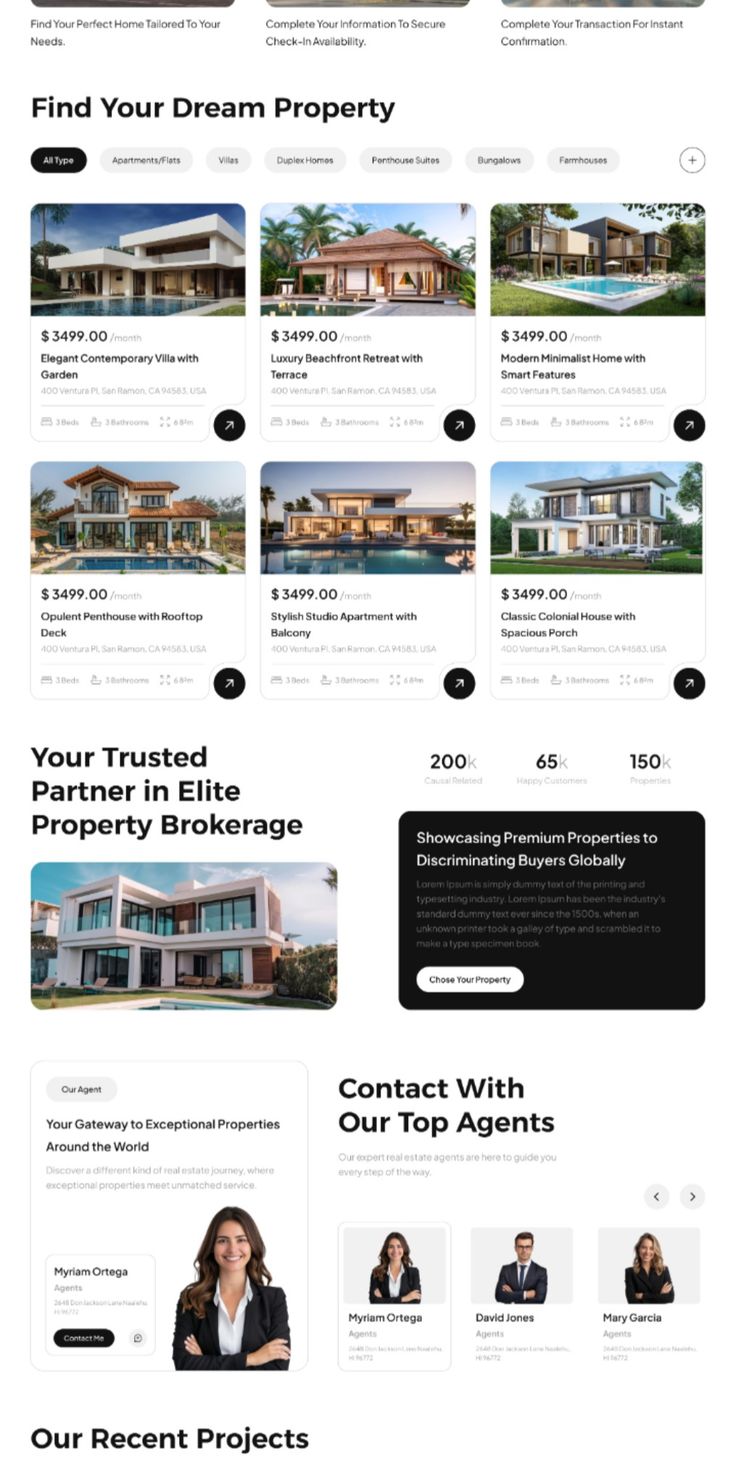 Find Your Perfect Home Tailored To Your
Needs.
Complete Your Information To Secure
Check-In Availability.
Complete Your Transaction For Instant
Confirmation.
Find Your Dream Property
All Type
Apartments/Flats
Villas
Duplex Homes
Penthouse Suites
Bungalows
Farmhouses
$ 3499.00 /month
Elegant Contemporary Villa with
Garden
400 Ventura Pl, San Ramon, CA 94583, USA
3 Beds 3 Bathrooms
$ 3499.00 /month
Luxury Beachfront Retreat with
Terrace
400 Ventura Pl, San Ramon, CA 94583, USA
3 Beds 3 Bathrooms
$ 3499.00 /month
Modern Minimalist Home with
Smart Features
400 Ventura Pl, San Ramon, CA 94583, USA
3 Beds 3 Bathrooms
$ 3499.00 /month
Opulent Penthouse with Rooftop
Deck
400 Ventura Pl, San Ramon, CA 94583, USA
3 Beds 3 Bathrooms
$ 3499.00 /month
Stylish Studio Apartment with
Balcony
400 Ventura Pl, San Ramon, CA 94583, USA
3 Beds 3 Bathrooms
$ 3499.00 /month
Classic Colonial House with
Spacious Porch
400 Ventura Pl, San Ramon, CA 94583, USA
3 Beds 3 Bathrooms
Your Trusted
Partner in Elite
Property Brokerage
200k
Causal Related
65k
Happy Customers
150k
Properties
Showcasing Premium Properties to
Discriminating Buyers Globally
Lorem Ipsum is simply dummy text of the printing and
typesetting industry. Lorem Ipsum has been the industry's
standard dummy text ever since the 1500s, when an
unknown printer took a galley of type and scrambled it to
make a type specimen book.
Chose Your Property
Our Agent
Your Gateway to Exceptional Properties
Around the World
Discover a different kind of real estate journey, where
exceptional properties meet unmatched service.
Myriam Ortega
Agents
2648 Don Jackson Lane Naalehu,
HI 96772
Contact Me
Contact With
Our Top Agents
Our expert real estate agents are here to guide you
every step of the way.
Myriam Ortega
Agents
2648 Don Jackson Lane Naalehu,
HI 96772
David Jones
Agents
2648 Don Jackson Lane Naalehu,
HI 96772
Mary Garcia
Agents
2648 Don Jackson Lane Naalehu,
HI 96772
Our Recent Projects